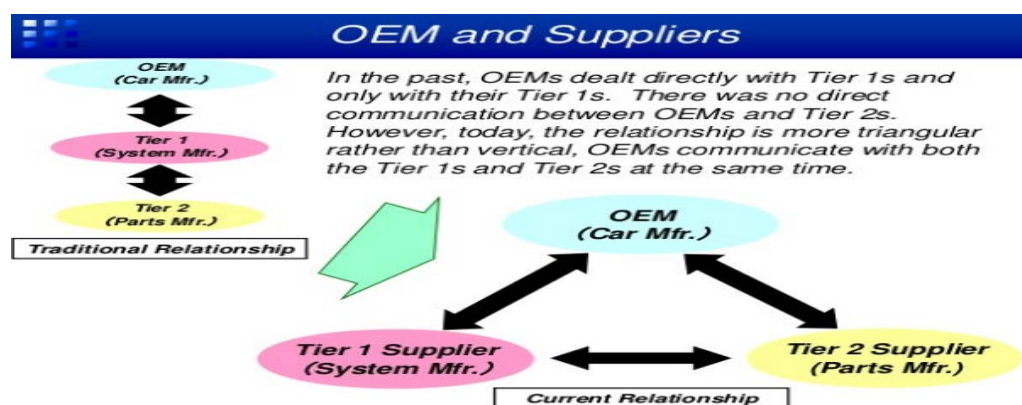 OEM and Suppliers
OEM
(Car Mfr.)
Tier 1
(System Mfr.)
Tier 2
(Parts Mfr.)
Traditional Relationship
In the past, OEMs dealt directly with Tier 1s and
only with their Tier 1s. There was no direct
communication between OEMs and Tier 2s.
However, today, the relationship is more triangular
rather than vertical, OEMs communicate with both
the Tier 1s and Tier 2s at the same time.
OEM
(Car Mfr.)
Tier 1 Supplier
(System Mfr.)
Tier 2 Supplier
(Parts Mfr.)
Current Relationship